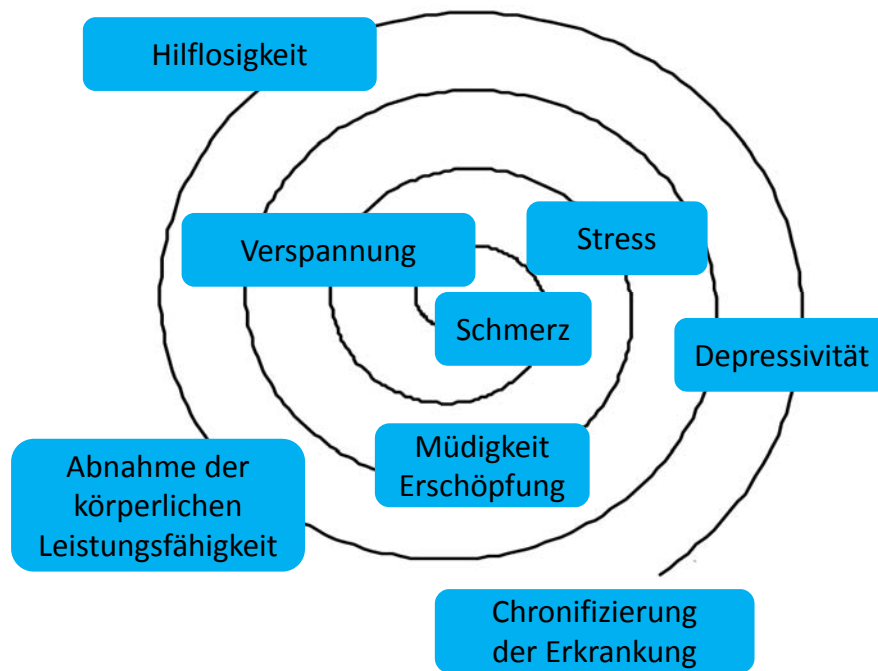 Hilflosigkeit
Verspannung
Stress
Schmerz
Depressivität
Müdigkeit
Erschöpfung
Abnahme der
körperlichen
Leistungsfähigkeit
Chronifizierung
der Erkrankung